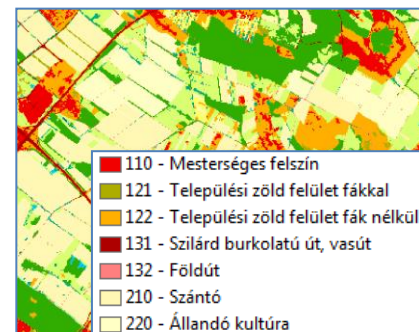 110 - Mesterséges felszín
121 - Települési zöld felület fákkal
122 - Települési zöld felület fák nélkül
131 - Szilárd burkolatú út, vasút
132 - Földút
210 - Szántó
220 - Állandó kultúra